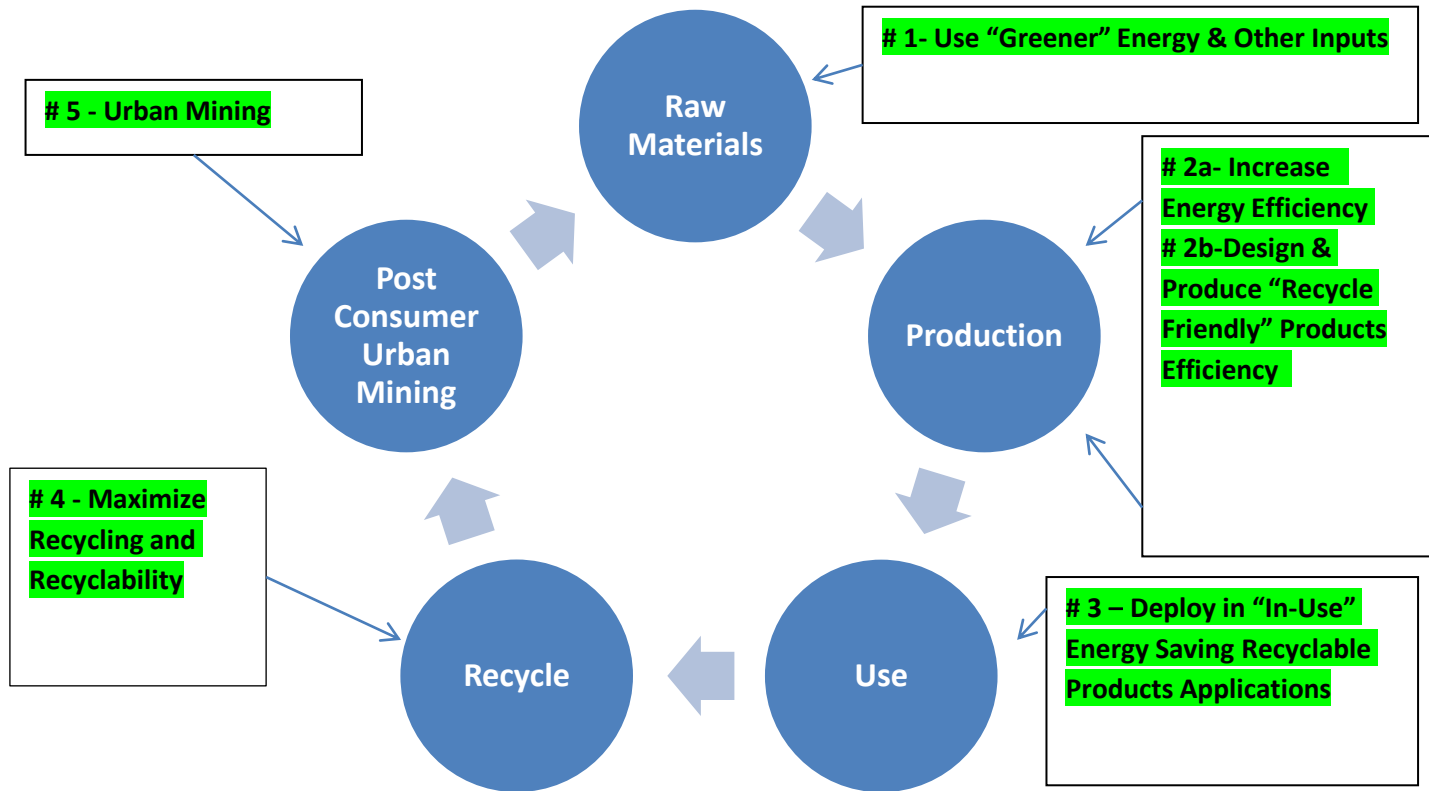 # 1- Use “Greener” Energy & Other Inputs
# 5 - Urban Mining
Raw
Materials
# 2a- Increase
Energy Efficiency
# 2b-Design &
Produce “Recycle
Friendly” Products
Efficiency
Post
Consumer
Urban
Mining
Production
# 4 - Maximize
Recycling and
Recyclability
# 3 – Deploy in “In-Use”
Energy Saving Recyclable
Products Applications
Recycle
Use